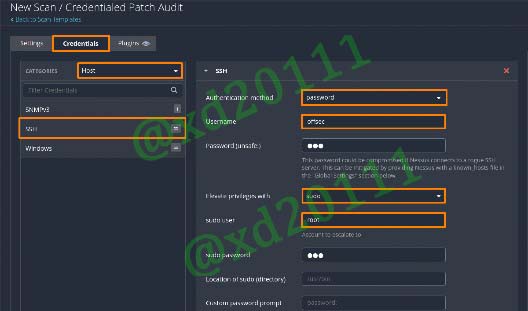 New Scan / Credentialed Patch Audit
< Back to Scan Templates
Settings
Credentials
Plugins
CATEGORIES
Host
Filter Credentials
SNMPv3
SSH
Windows
SSH
Authentication method
password
Username
offsec
Password (unsafe!)
This password could be compromised if Nessus connects to a rogue SSH
server. This can be mitigated by providing Nessus with a known_hosts file in
the "Global Settings" section below.
Elevate privileges with
sudo
sudo user
root
Account to escalate to
sudo password
Location of sudo (directory)
/usr/bin
Custom password prompt
password:
@xd20111
@xd20111